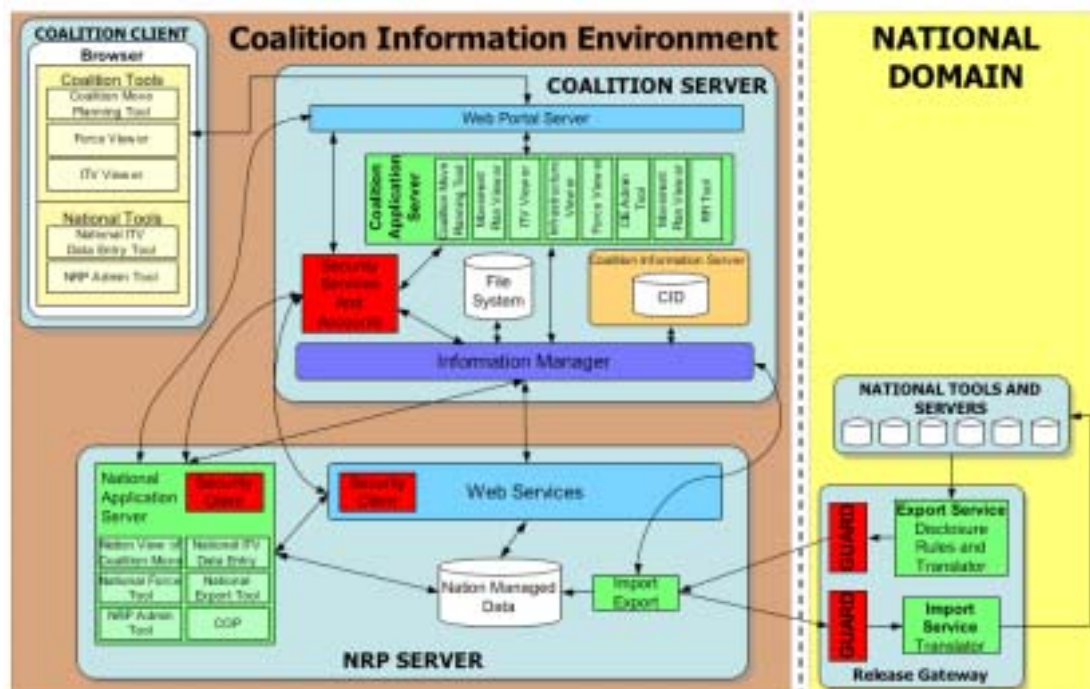 COALITION CLIENT
Browser
Coalition Tools
Coalition Move
Planning Tool
Force Viewer
ITV Viewer
National Tools
National ITV
Data Entry Tool
NRP Admin Tool
Coalition Information Environment
COALITION SERVER
Web Portal Server
Coalition
Application
Server
Coalition Move
Planning Tool
Movement
Run Viewer
ITV Viewer
Infrastructure
Viewer
Force Viewer
Admin
Tool
Movement
Run Viewer
Tool
Security
Services
And
Accounts
File
System
Coalition Information Server
CID
Information Manager
National
Application
Server
Security
Client
Nation View of
Coalition Move
National ITV
Data Entry
National Force
Tool
National
Export Tool
NRP Admin
Tool
COP
Security
Client
Web Services
Nation Managed
Data
Import
Export
NRP SERVER
NATIONAL
DOMAIN
NATIONAL TOOLS AND
SERVERS
GUARD
Export Service
Disclosure
Rules and
Translator
GUARD
Import
Service
Translator
Release Gateway